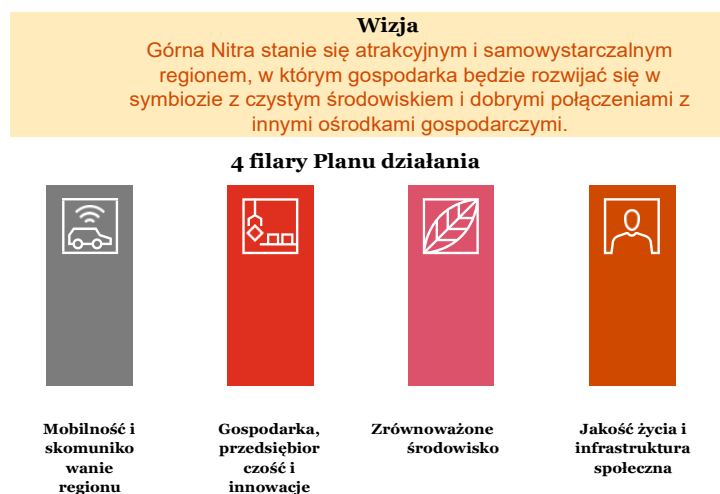 Wizja
Górna Nitra stanie się atrakcyjnym i samowystarczalnym
regionem, w którym gospodarka będzie rozwijać się w
symbiozie z czystym środowiskiem i dobrymi połączeniami z
innymi ośrodkami gospodarczymi.
4 filary Planu działania
Mobilność i
skomuniko
wanie
regionu
Gospodarka,
przedsiębior
czość i
innowacje
Zrównoważone
środowisko
Jakość życia i
infrastruktura
społeczna